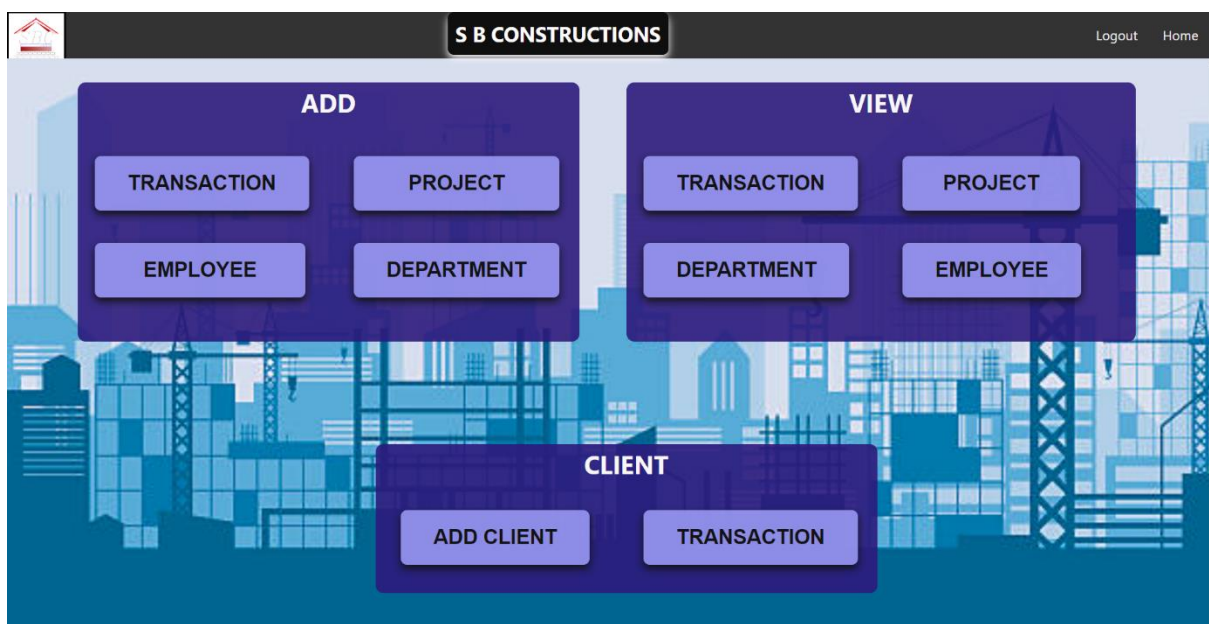 S B CONSTRUCTIONS
Logout Home
ADD
TRANSACTION PROJECT
EMPLOYEE DEPARTMENT
VIEW
TRANSACTION PROJECT
DEPARTMENT EMPLOYEE
CLIENT
ADD CLIENT TRANSACTION